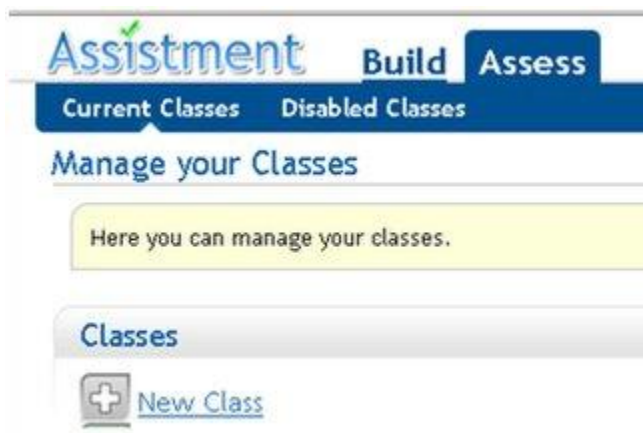 Assistment Build Assess
Current Classes Disabled Classes
Manage your Classes
Here you can manage your classes.
Classes
New Class